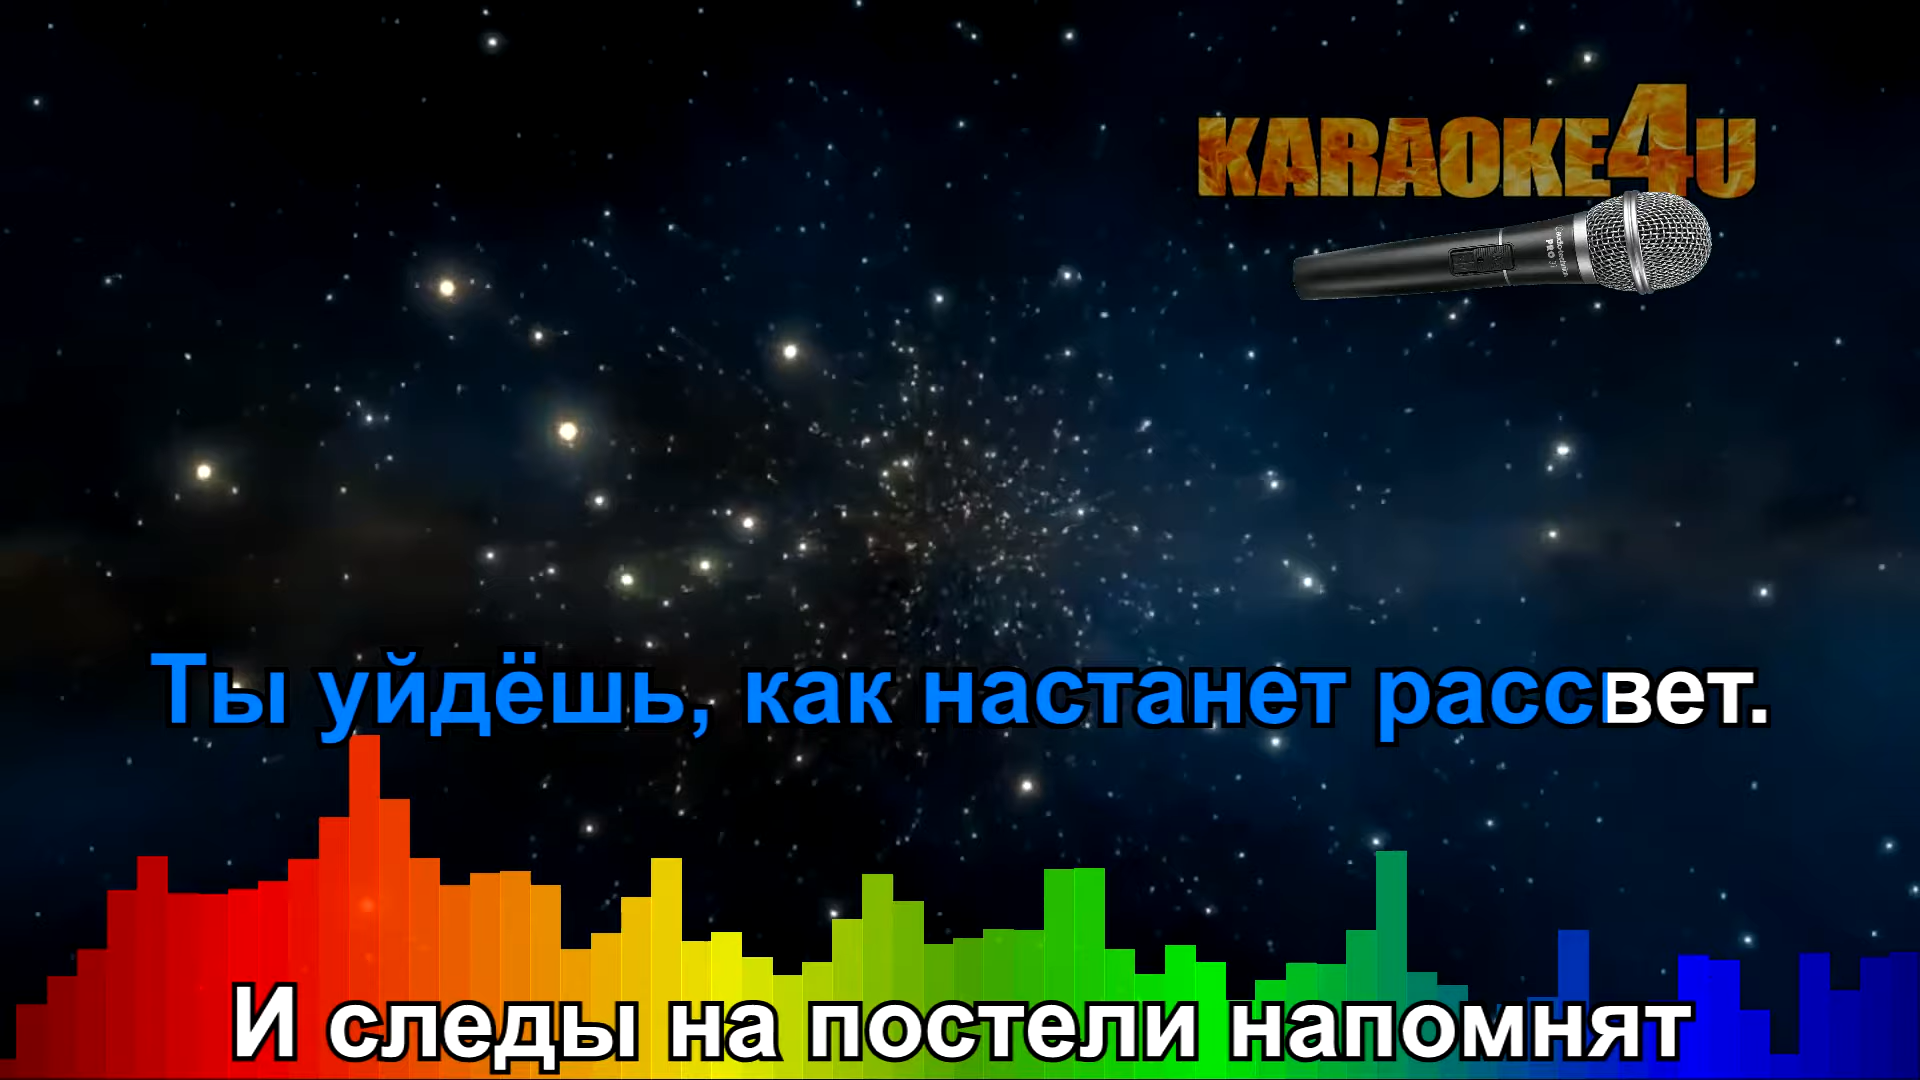 KARAOKE4U
Ты уйдёшь, как настанет рассвет.
И следы на постели напомнят